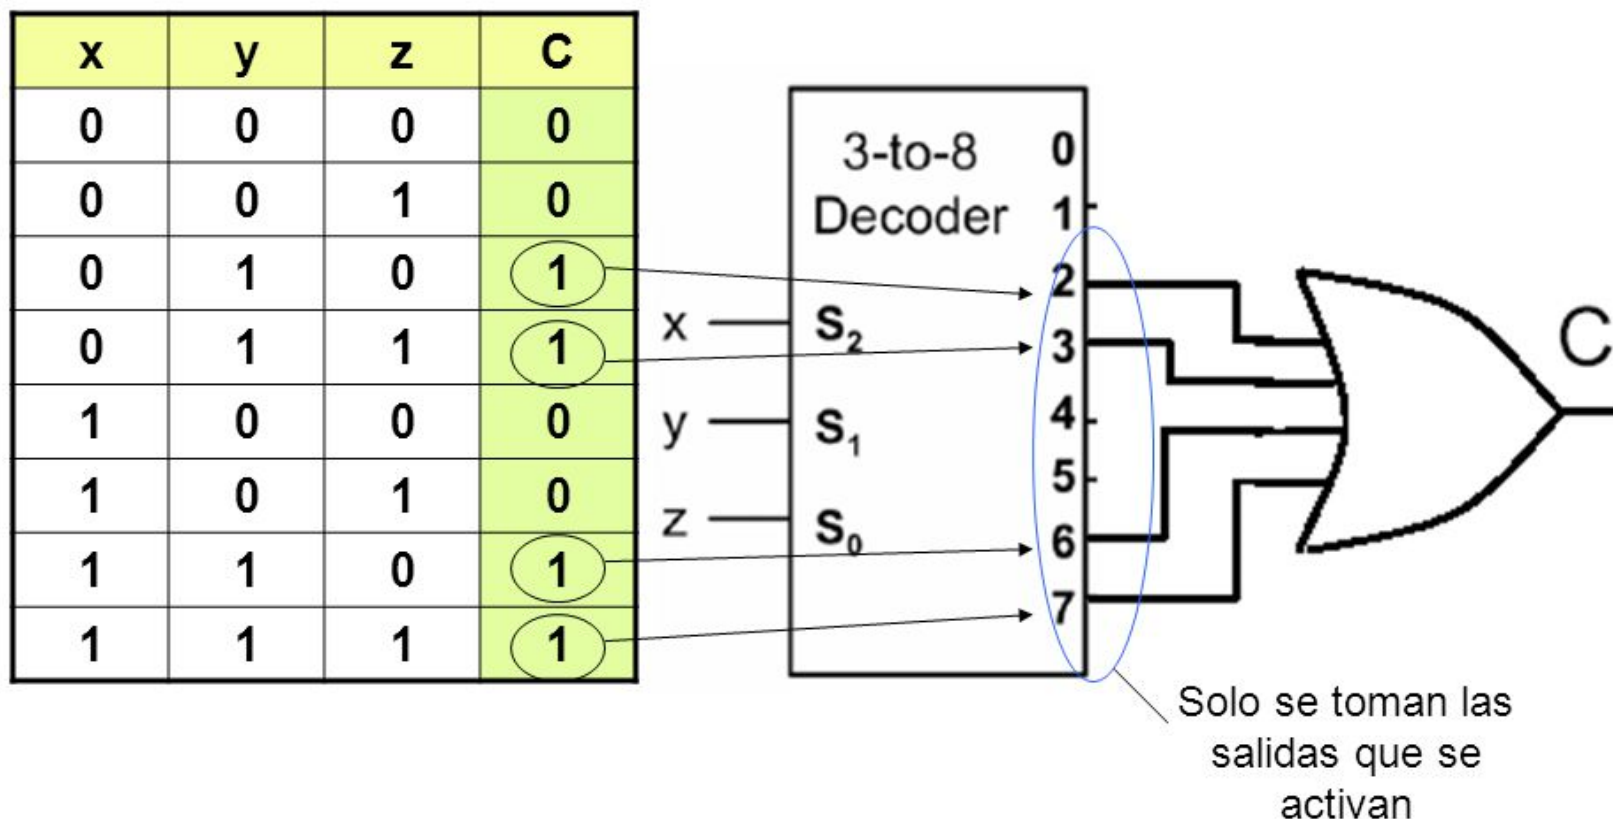 x y z C
0 0 0 0
0 0 1 0
0 1 0 1
0 1 1 1
1 0 0 0
1 0 1 0
1 1 0 1
1 1 1 1
3-to-8
Decoder
x
y
z
S₂
S₁
S₀
0
1
2
3
4
5
6
7
C
Solo se toman las
salidas que se
activan